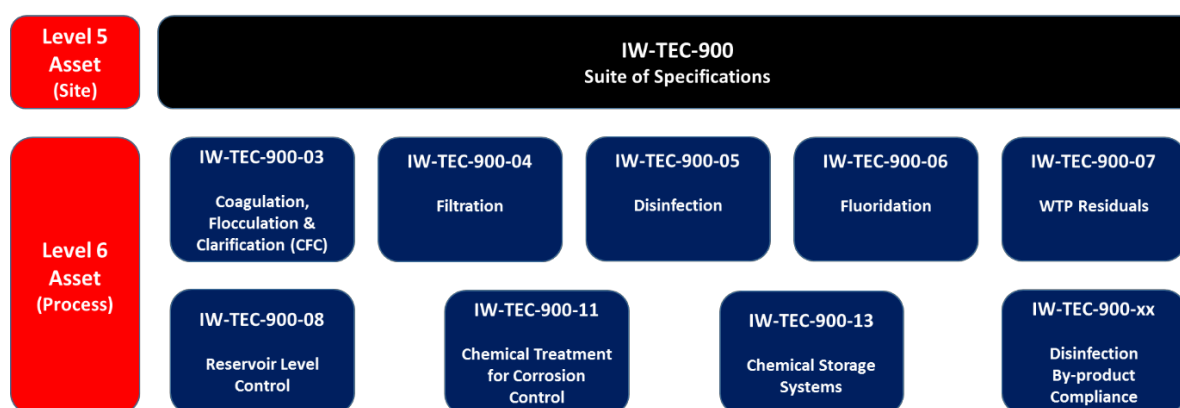 Level 5
Asset
(Site)
IW-TEC-900
Suite of Specifications
Level 6
Asset
(Process)
IW-TEC-900-03
Coagulation,
Flocculation &
Clarification (CFC)
IW-TEC-900-04
Filtration
IW-TEC-900-05
Disinfection
IW-TEC-900-06
Fluoridation
IW-TEC-900-07
WTP Residuals
IW-TEC-900-08
Reservoir Level
Control
IW-TEC-900-11
Chemical Treatment
for Corrosion
Control
IW-TEC-900-13
Chemical Storage
Systems
IW-TEC-900-xx
Disinfection
By-product
Compliance